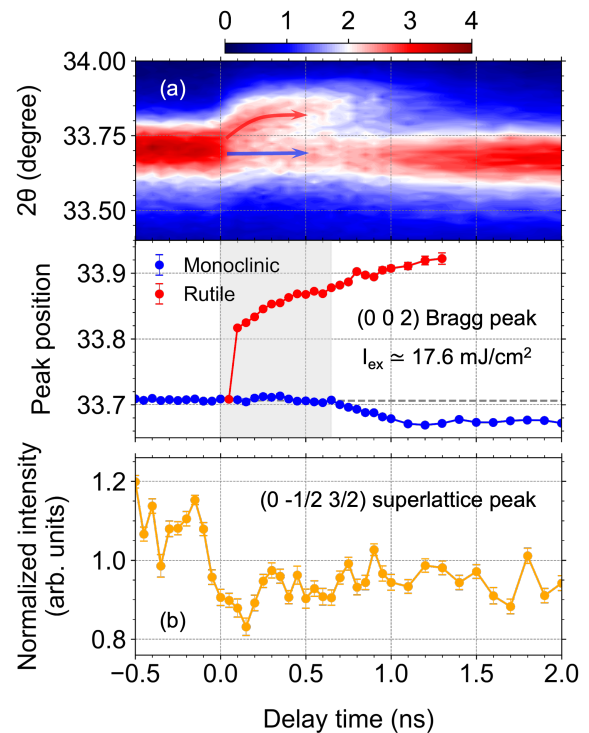 0 1 2 3 4
(a)
34.00
33.75
33.50
2θ (degree)
33.9
33.8
33.7
Peak position
Monoclinic
Rutile
(0 0 2) Bragg peak
I_ex ≃ 17.6 mJ/cm²
1.2
1.0
0.8
Normalized intensity
(arb. units)
(0 -1/2 3/2) superlattice peak
(b)
−0.5 0.0 0.5 1.0 1.5 2.0
Delay time (ns)